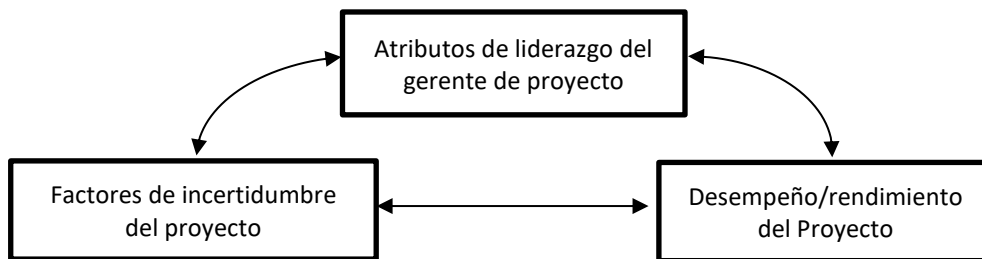 Atributos de liderazgo del
gerente de proyecto
Factores de incertidumbre
del proyecto
Desempeño/rendimiento
del Proyecto